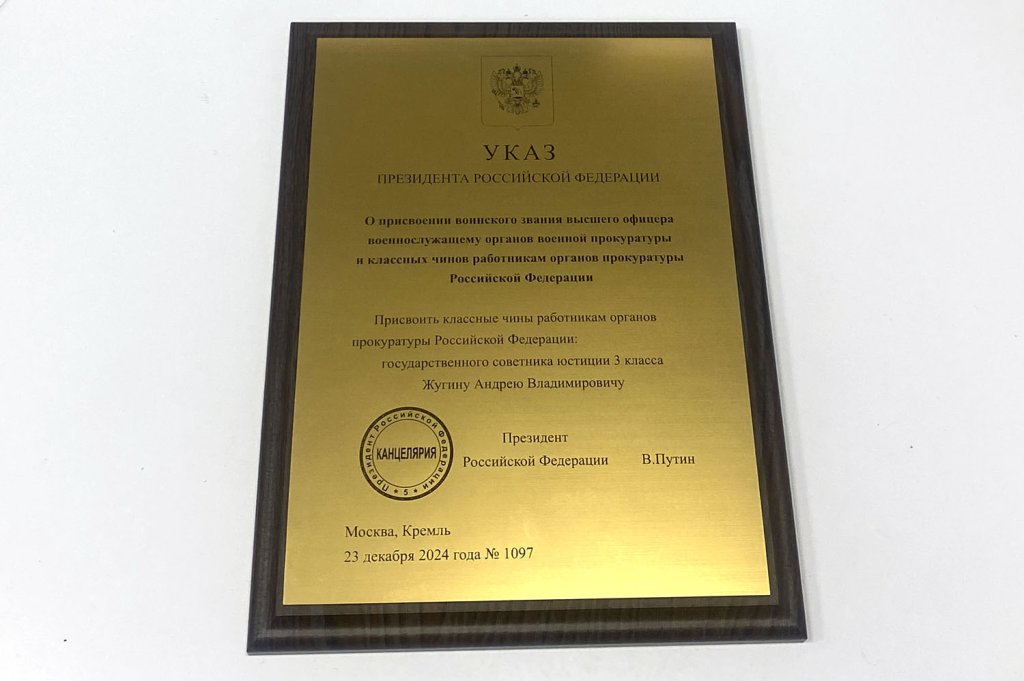 УКАЗ
ПРЕЗИДЕНТА РОССИЙСКОЙ ФЕДЕРАЦИИ
О присвоении воинского звания высшего офицера
военнослужащему органов военной прокуратуры
и классных чинов работникам органов прокуратуры
Российской Федерации
Присвоить классные чины работникам органов
прокуратуры Российской Федерации:
государственного советника юстиции 3 класса
Жугину Андрею Владимировичу
Президент Российской Федерации
КАНЦЕЛЯРИЯ
* 5 *
Президент
Российской Федерации В.Путин
Москва, Кремль
23 декабря 2024 года № 1097